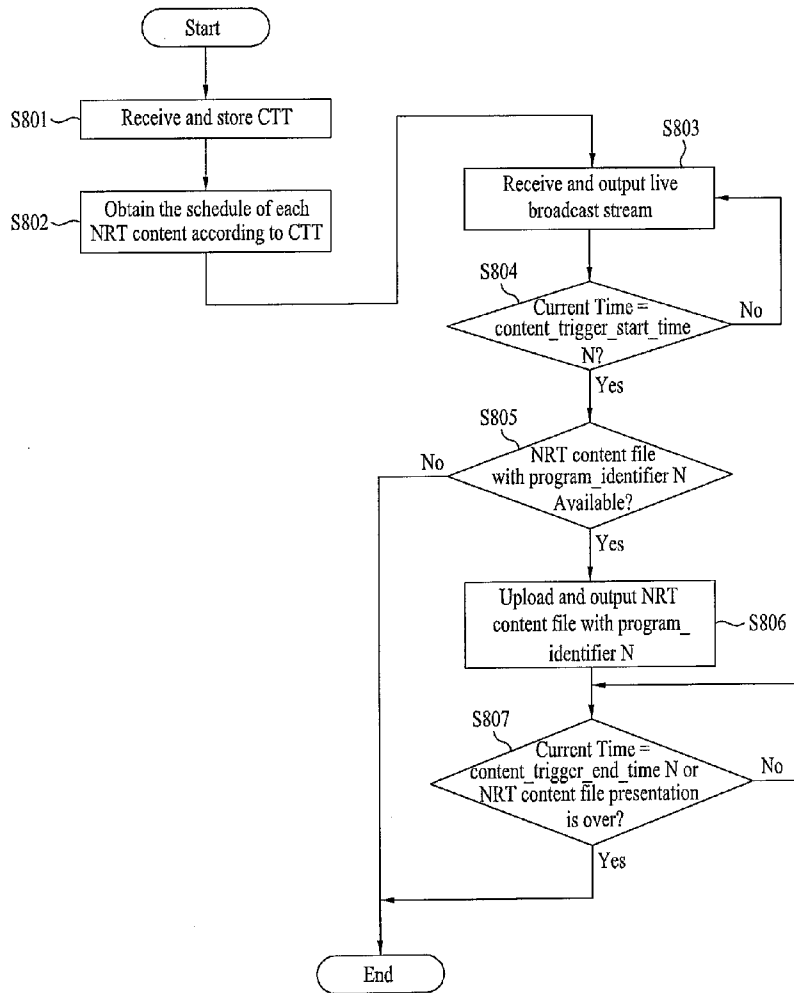 Start
S801
Receive and store CTT
S802
Obtain the schedule of each
NRT content according to CTT
S803
Receive and output live
broadcast stream
S804
Current Time =
content_trigger_start_time
N?
No
Yes
S805
NRT content file
with program_identifier N
Available?
No
Yes
Upload and output NRT
content file with program_
identifier N
S806
S807
Current Time =
content_trigger_end_time N or
NRT content file presentation
is over?
No
Yes
End